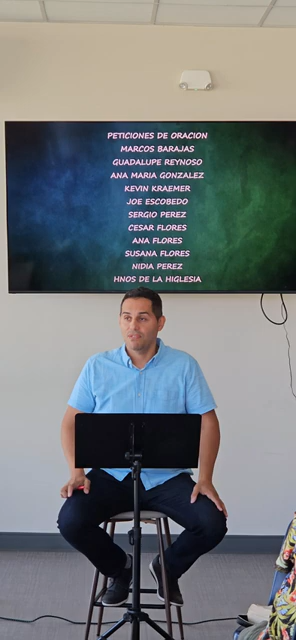 PETICIONES DE ORACION
MARCOS BARAJAS
GUADALUPE REYNOSO
ANA MARIA GONZALEZ
KEVIN KRAEMER
JOE ESCOBEDO
SERGIO PEREZ
CESAR FLORES
ANA FLORES
SUSANA FLORES
NIDIA PEREZ
HNOS DE LA HIGLESIA